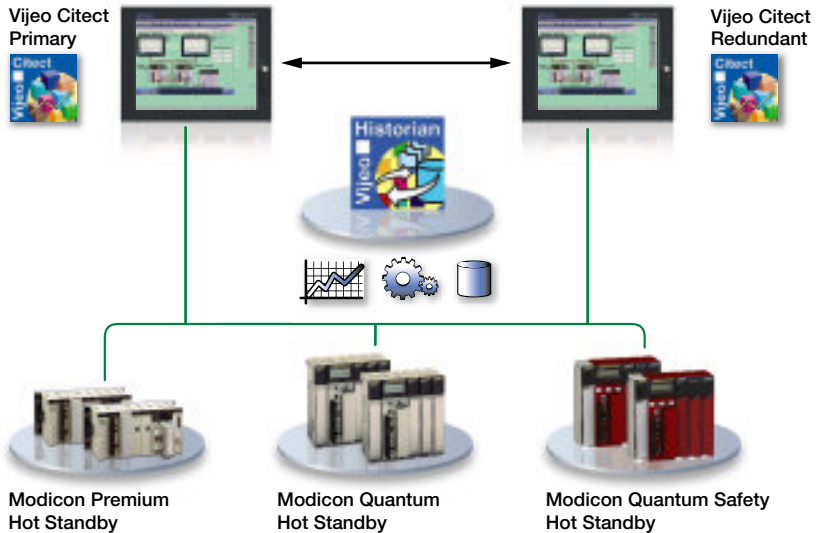 Vijeo Citect
Primary
Vijeo Citect
Vijeo Citect
Redundant
Vijeo Citect
Vijeo Historian
Modicon Premium
Hot Standby
Modicon Quantum
Hot Standby
Modicon Quantum Safety
Hot Standby